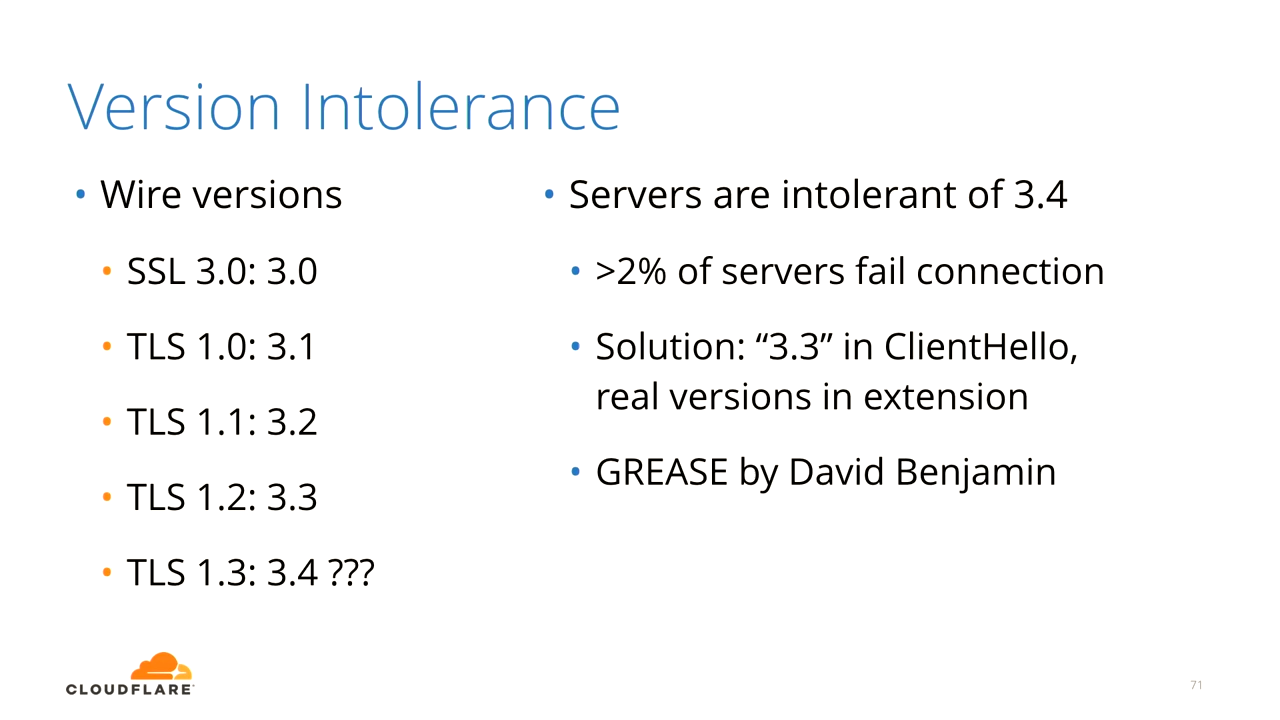 Version Intolerance
• Wire versions
• SSL 3.0: 3.0
• TLS 1.0: 3.1
• TLS 1.1: 3.2
• TLS 1.2: 3.3
• TLS 1.3: 3.4 ???
• Servers are intolerant of 3.4
• >2% of servers fail connection
• Solution: “3.3” in ClientHello,
real versions in extension
• GREASE by David Benjamin
CLOUDFLARE
71